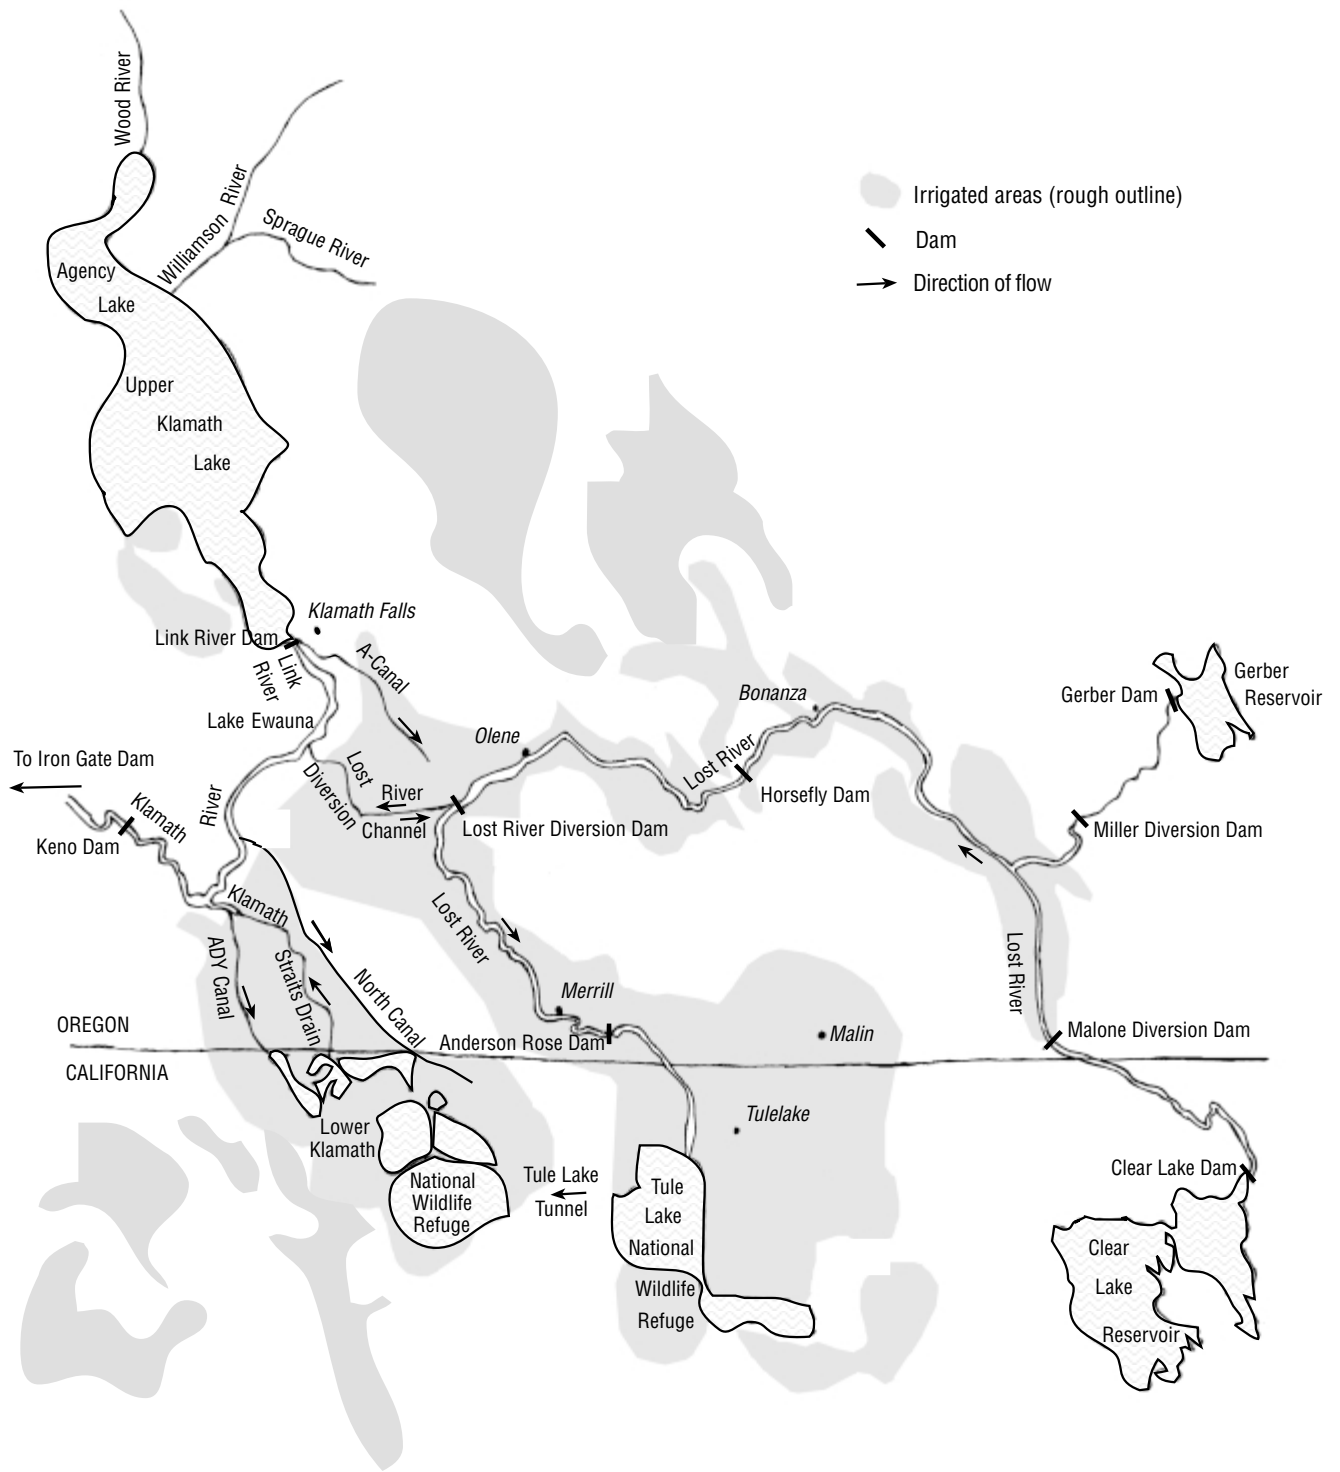 Wood River
Williamson River
Sprague River
Irrigated areas (rough outline)
Dam
Direction of flow
Agency
Lake
Upper
Klamath
Lake
Klamath Falls
Link River Dam
Link
River
A-Canal
Lake Ewauna
Olene
Bonanza
Gerber Dam
Gerber
Reservoir
To Iron Gate Dam
Klamath
River
Keno Dam
Lost
River
Diversion
Channel
Lost River Diversion Dam
Lost River
Horsefly Dam
Miller Diversion Dam
Klamath
Straits Drain
ADY Canal
North Canal
Lost River
Lost River
Merrill
Anderson Rose Dam
Malin
Malone Diversion Dam
OREGON
CALIFORNIA
Tulelake
Lower
Klamath
National
Wildlife
Refuge
Tule Lake
Tunnel
Tule
Lake
National
Wildlife
Refuge
Clear Lake Dam
Clear
Lake
Reservoir